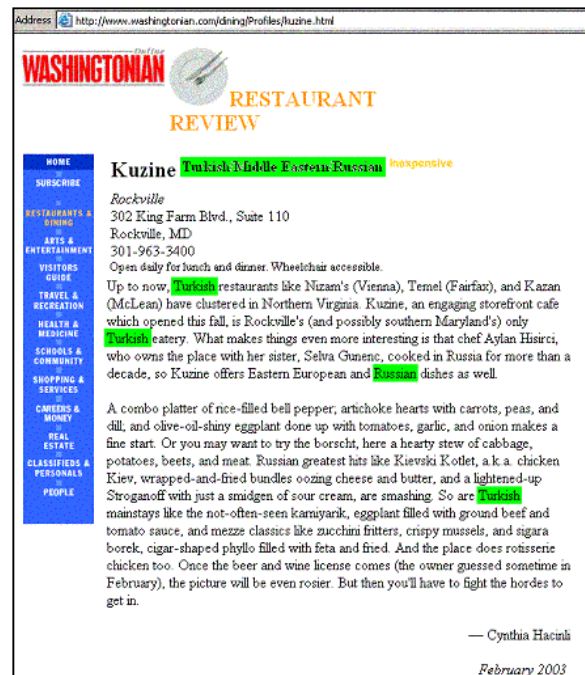 Address http://www.washingtonian.com/dining/Profiles/kuzine.html
Online
WASHINGTONIAN
RESTAURANT
REVIEW
HOME
SUBSCRIBE
RESTAURANTS &
DINING
ARTS &
ENTERTAINMENT
VISITORS
GUIDE
TRAVEL &
RECREATION
HEALTH &
MEDICINE
SCHOOLS &
COMMUNITY
SHOPPING &
SERVICES
CAREERS &
MONEY
REAL
ESTATE
CLASSIFIEDS &
PERSONALS
PEOPLE
Kuzine Turkish-Middle Eastern-Russian Inexpensive
Rockville
302 King Farm Blvd., Suite 110
Rockville, MD
301-963-3400
Open daily for lunch and dinner. Wheelchair accessible.
Up to now, Turkish restaurants like Nizam's (Vienna), Temel (Fairfax), and Kazan
(McLean) have clustered in Northern Virginia. Kuzine, an engaging storefront cafe
which opened this fall, is Rockville's (and possibly southern Maryland's) only
Turkish eatery. What makes things even more interesting is that chef Aylan Hisirci,
who owns the place with her sister, Selva Gunenc, cooked in Russia for more than a
decade, so Kuzine offers Eastern European and Russian dishes as well.
A combo platter of rice-filled bell pepper; artichoke hearts with carrots, peas, and
dill; and olive-oil-shiny eggplant done up with tomatoes, garlic, and onion makes a
fine start. Or you may want to try the borscht, here a hearty stew of cabbage,
potatoes, beets, and meat. Russian greatest hits like Kievski Kotlet, a.k.a. chicken
Kiev, wrapped-and-fried bundles oozing cheese and butter, and a lightened-up
Stroganoff with just a smidgen of sour cream, are smashing. So are Turkish
mainstays like the not-often-seen karniyarik, eggplant filled with ground beef and
tomato sauce, and mezze classics like zucchini fritters, crispy mussels, and sigara
borek, cigar-shaped phyllo filled with feta and fried. And the place does rotisserie
chicken too. Once the beer and wine license comes (the owner guessed sometime in
February), the picture will be even rosier. But then you'll have to fight the hordes to
get in.
— Cynthia Hacinli
February 2003